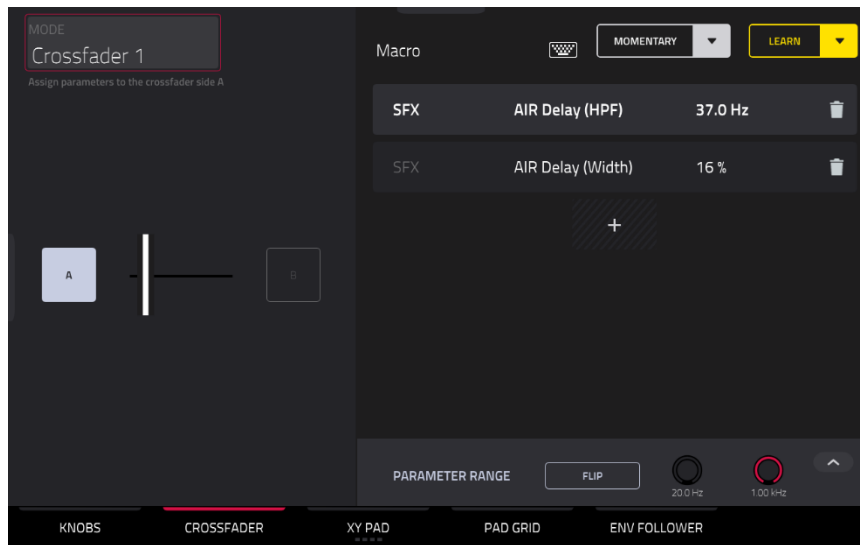 MODE
Crossfader 1
Assign parameters to the crossfader side A
Macro
MOMENTARY
LEARN
SFX AIR Delay (HPF) 37.0 Hz
SFX AIR Delay (Width) 16 %
+
A
B
PARAMETER RANGE
FLIP
20.0 Hz
1.00 kHz
KNOBS
CROSSFADER
XY PAD
PAD GRID
ENV FOLLOWER